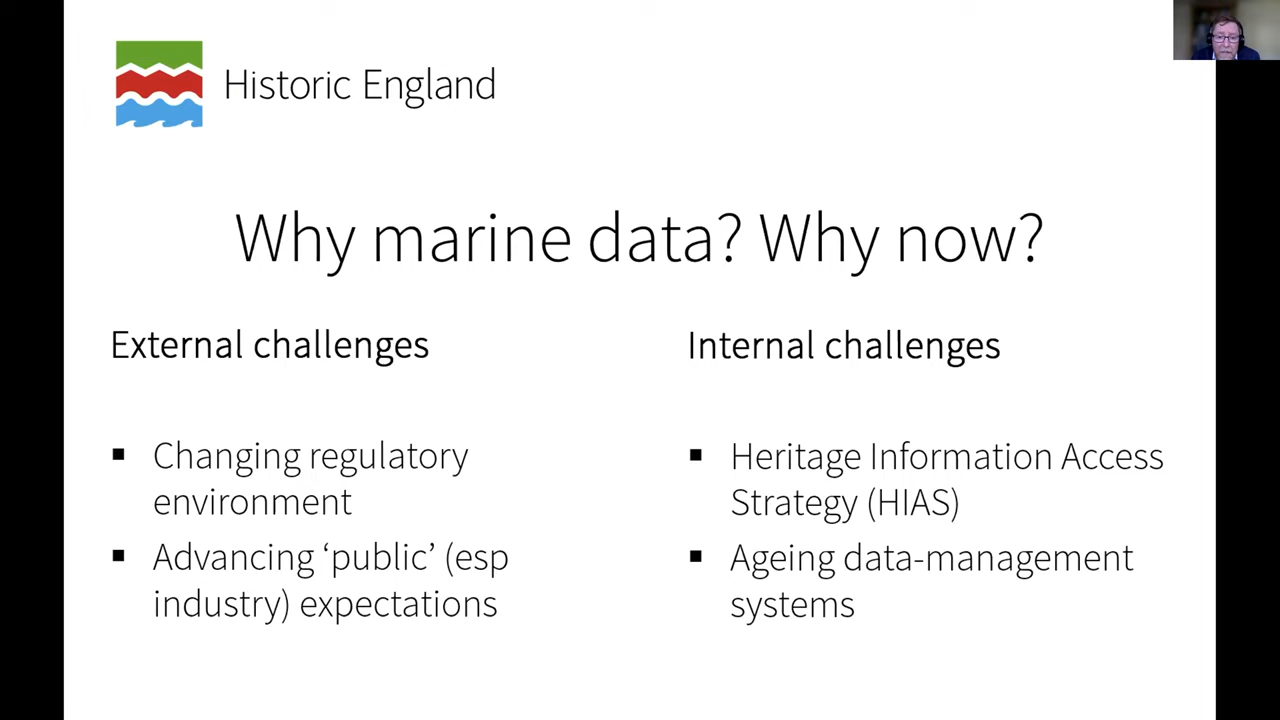 Historic England
Why marine data? Why now?
External challenges
▪ Changing regulatory
environment
▪ Advancing ‘public’ (esp
industry) expectations
Internal challenges
▪ Heritage Information Access
Strategy (HIAS)
▪ Ageing data-management
systems